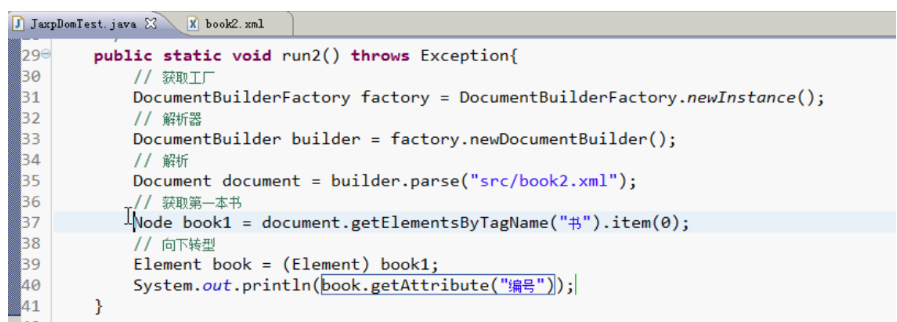 JaxpDomTest.java book2.xml
29 public static void run2() throws Exception{
30 // 获取工厂
31 DocumentBuilderFactory factory = DocumentBuilderFactory.newInstance();
32 // 解析器
33 DocumentBuilder builder = factory.newDocumentBuilder();
34 // 解析
35 Document document = builder.parse("src/book2.xml");
36 // 获取第一本书
37 Node book1 = document.getElementsByTagName("书").item(0);
38 // 向下转型
39 Element book = (Element) book1;
40 System.out.println(book.getAttribute("编号"));
41 }